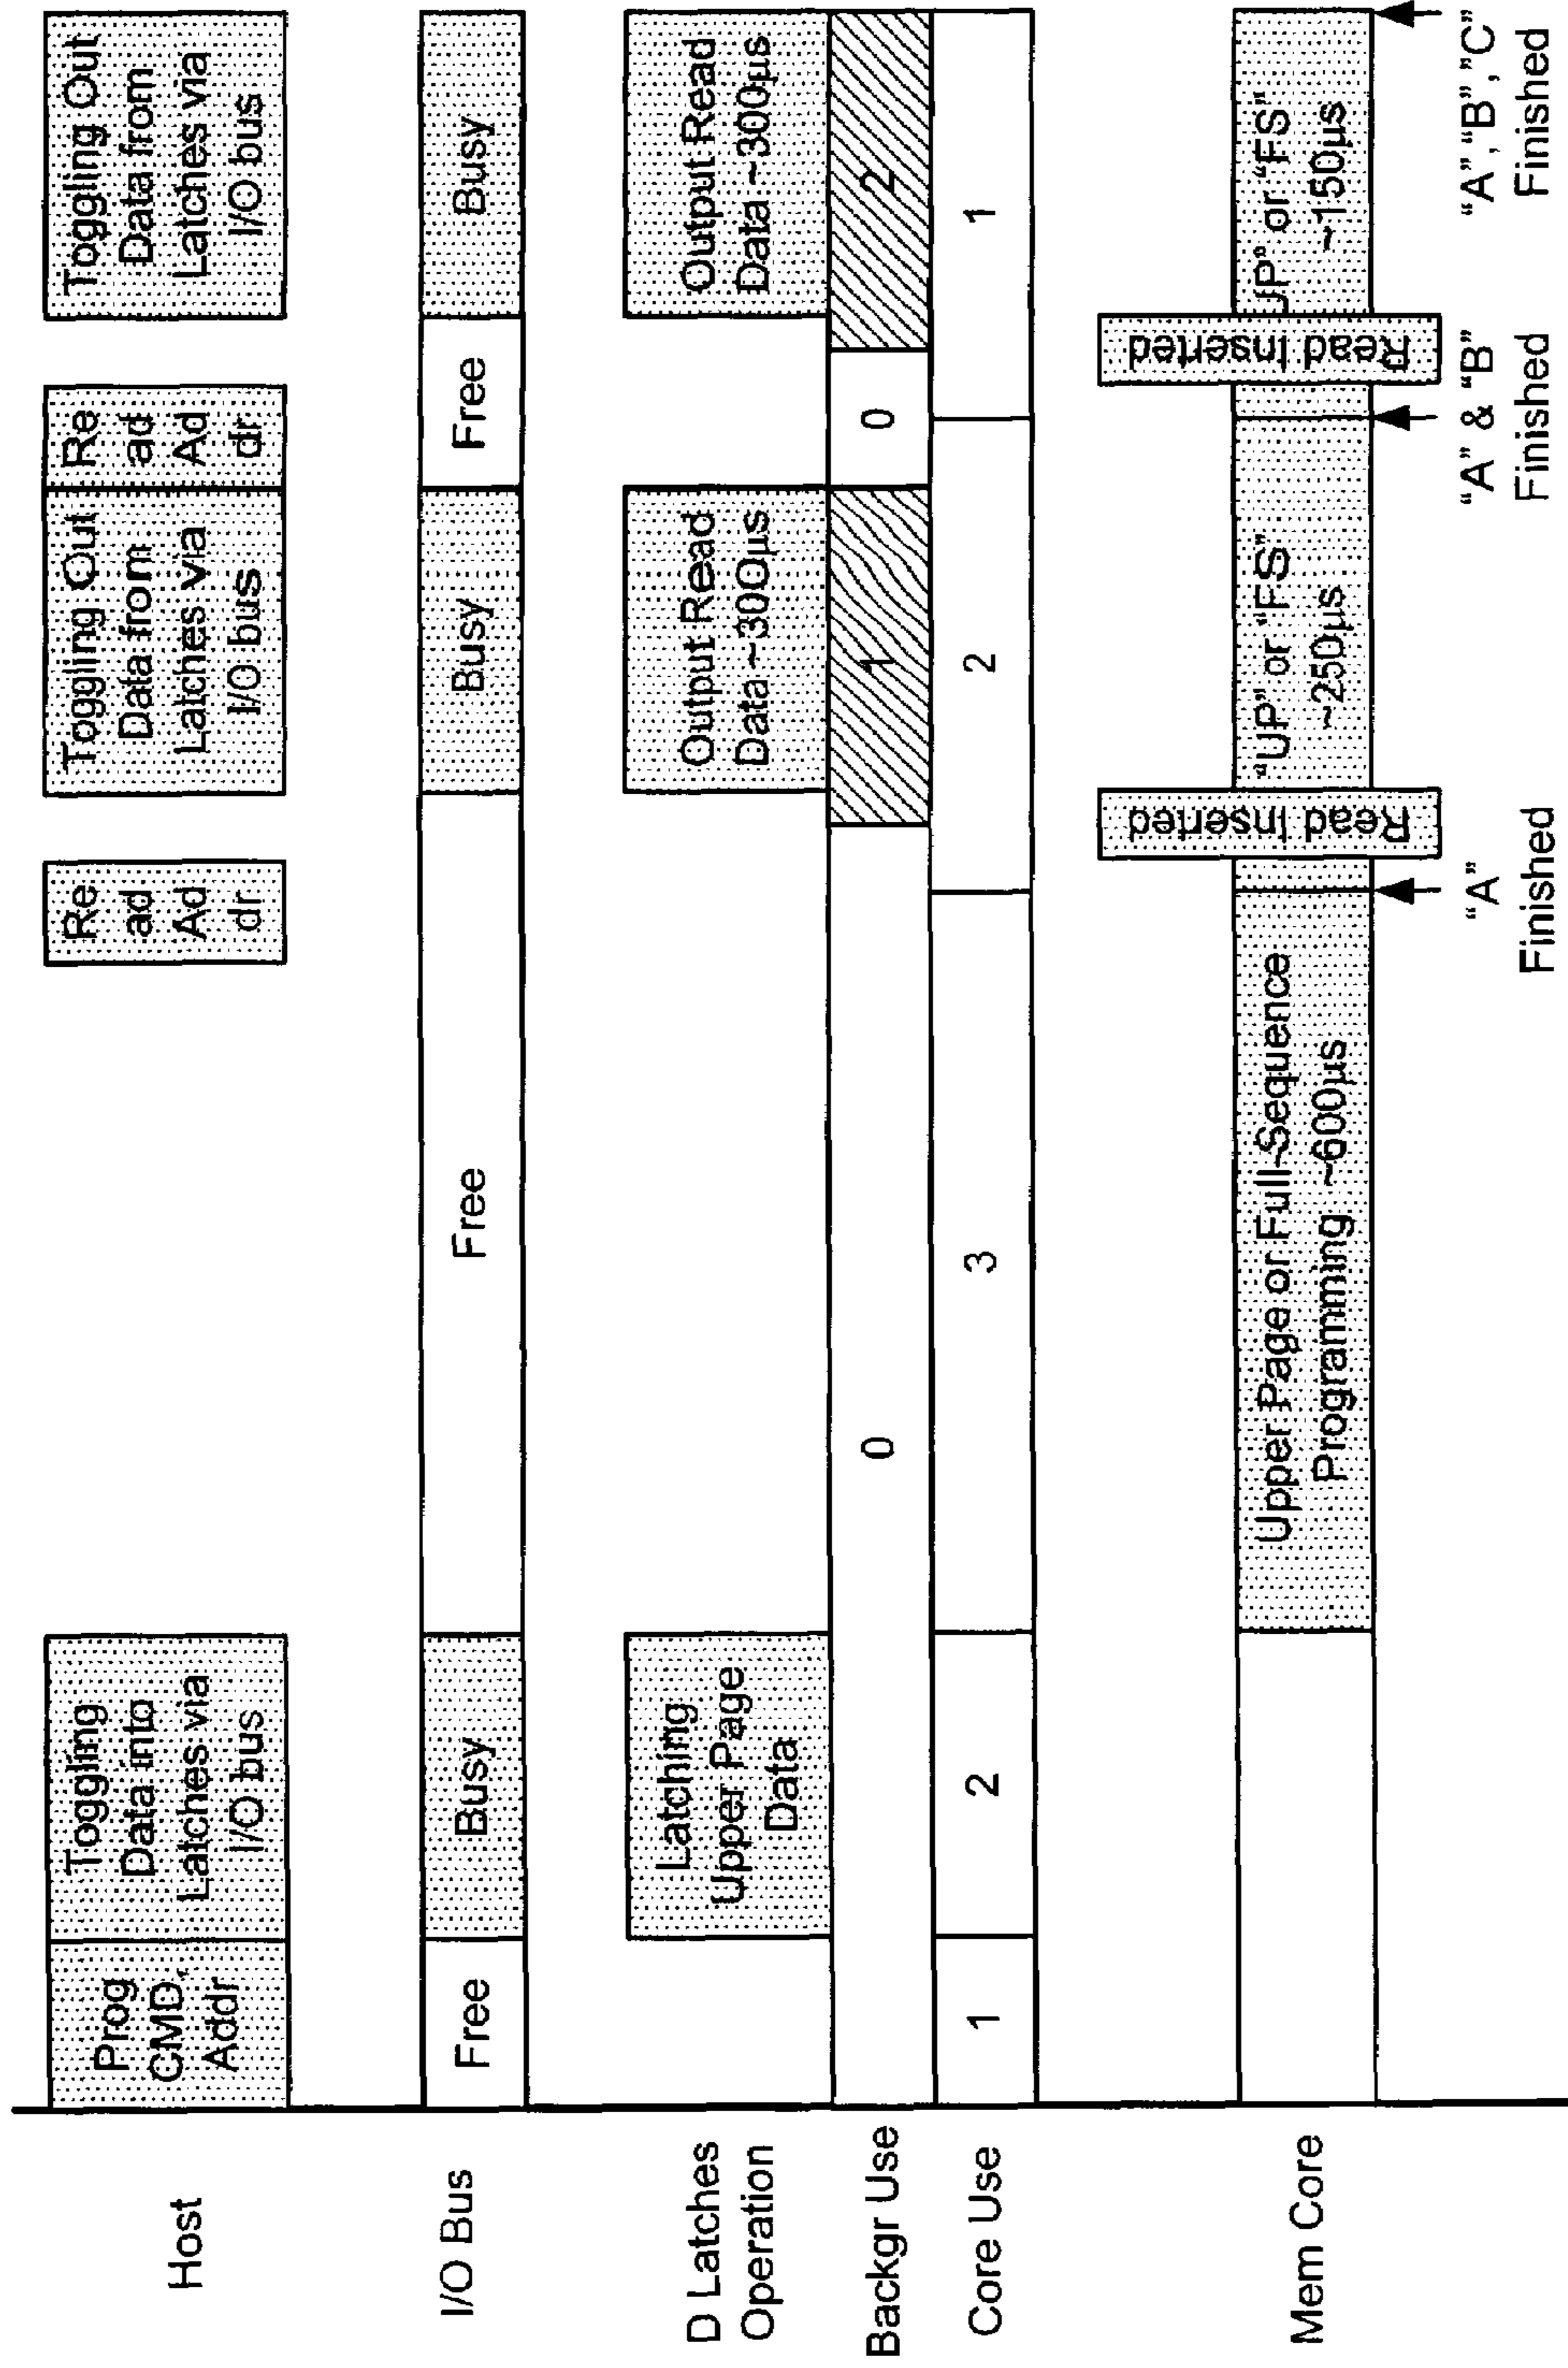 Host
Prog
CMD,
Addr
Toggling
Data into
Latches via
I/O bus
Re
ad
Ad
dr
Toggling Out
Data from
Latches via
I/O bus
Re
ad
Ad
dr
Toggling Out
Data from
Latches via
I/O bus
I/O Bus
Free
Busy
Free
Busy
Free
Busy
D Latches
Operation
Latching
Upper Page
Data
Output Read
Data ~300µs
Output Read
Data ~300µs
Backgr Use
0
1
0
2
Core Use
1
2
3
2
1
Mem Core
Upper Page or Full-Sequence
Programming ~600µs
Read Inserted
"UP" or "FS"
~250µs
Read Inserted
UP" or "FS"
~150µs
"A"
Finished
"A" & "B"
Finished
"A","B","C"
Finished